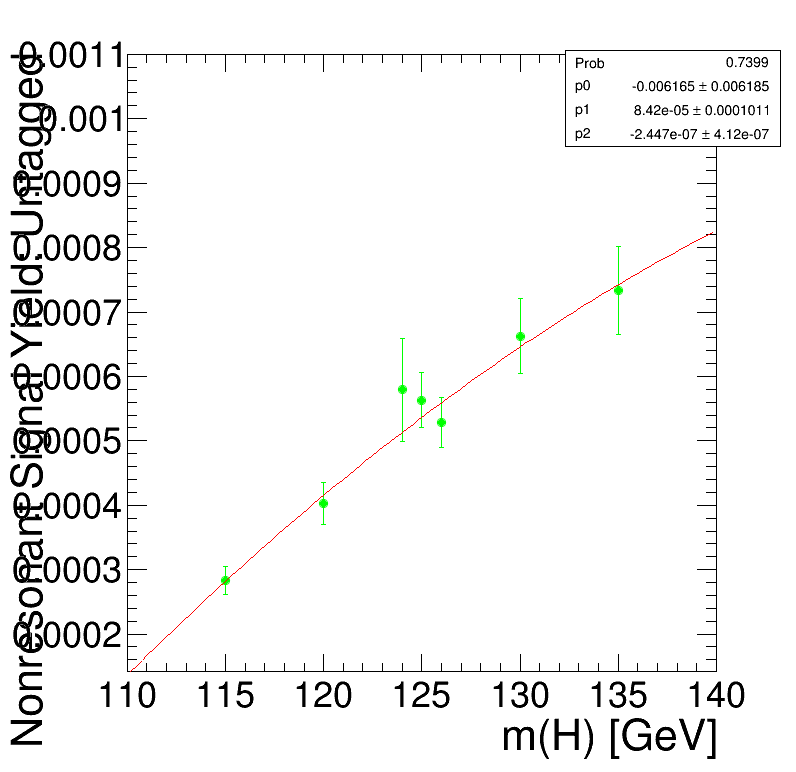 Nonresonant Signal Yield: Untagged
0.0011
0.001
0.0009
0.0008
0.0007
0.0006
0.0005
0.0004
0.0003
0.0002
Prob 0.7399
p0 -0.006165 ± 0.006185
p1 8.42e-05 ± 0.0001011
p2 -2.447e-07 ± 4.12e-07
110 115 120 125 130 135 140
m(H) [GeV]